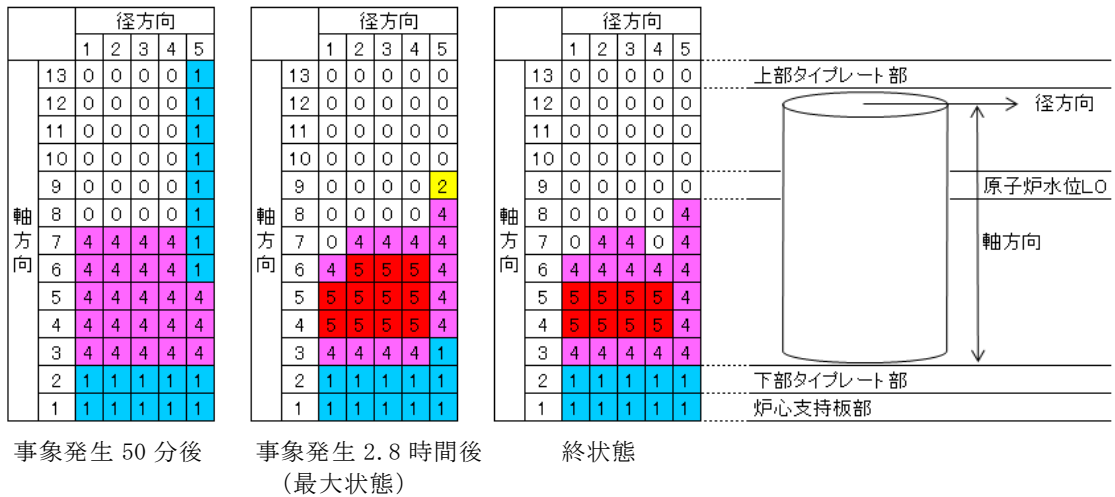 径方向
1 2 3 4 5
軸方向
13 0 0 0 0 1
12 0 0 0 0 1
11 0 0 0 0 1
10 0 0 0 0 1
9 0 0 0 0 1
8 0 0 0 0 1
7 4 4 4 4 1
6 4 4 4 4 1
5 4 4 4 4 4
4 4 4 4 4 4
3 4 4 4 4 4
2 1 1 1 1 1
1 1 1 1 1 1
事象発生 50 分後
径方向
1 2 3 4 5
13 0 0 0 0 0
12 0 0 0 0 0
11 0 0 0 0 0
10 0 0 0 0 0
9 0 0 0 0 2
8 0 0 0 0 4
7 0 4 4 4 4
6 4 5 5 5 4
5 5 5 5 5 4
4 5 5 5 5 4
3 4 4 4 4 1
2 1 1 1 1 1
1 1 1 1 1 1
軸方向
事象発生 2.8 時間後
（最大状態）
径方向
1 2 3 4 5
13 0 0 0 0 0
12 0 0 0 0 0
11 0 0 0 0 0
10 0 0 0 0 0
9 0 0 0 0 0
8 0 0 0 0 4
7 0 4 4 0 4
6 4 4 4 4 4
5 5 5 5 5 4
4 5 5 5 5 4
3 4 4 4 4 4
2 1 1 1 1 1
1 1 1 1 1 1
軸方向
終状態
上部タイプレート部
径方向
原子炉水位L0
軸方向
下部タイプレート部
炉心支持板部